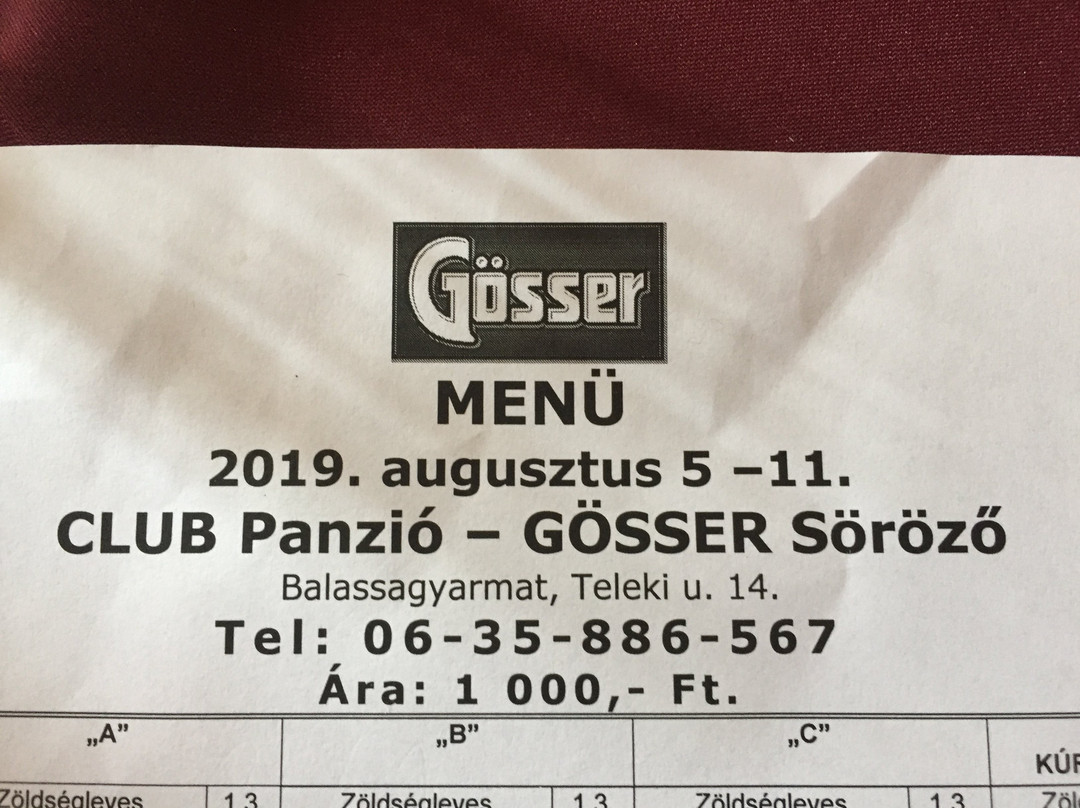 Gösser
MENÜ
2019. augusztus 5 –11.
CLUB Panzió – GÖSSER Söröző
Balassagyarmat, Teleki u. 14.
Tel: 06-35-886-567
Ára: 1 000,- Ft.
„A” „B” „C”
Zöldségleves 1,3 Zöldségleves 1,3 Zöldségleves 1,3